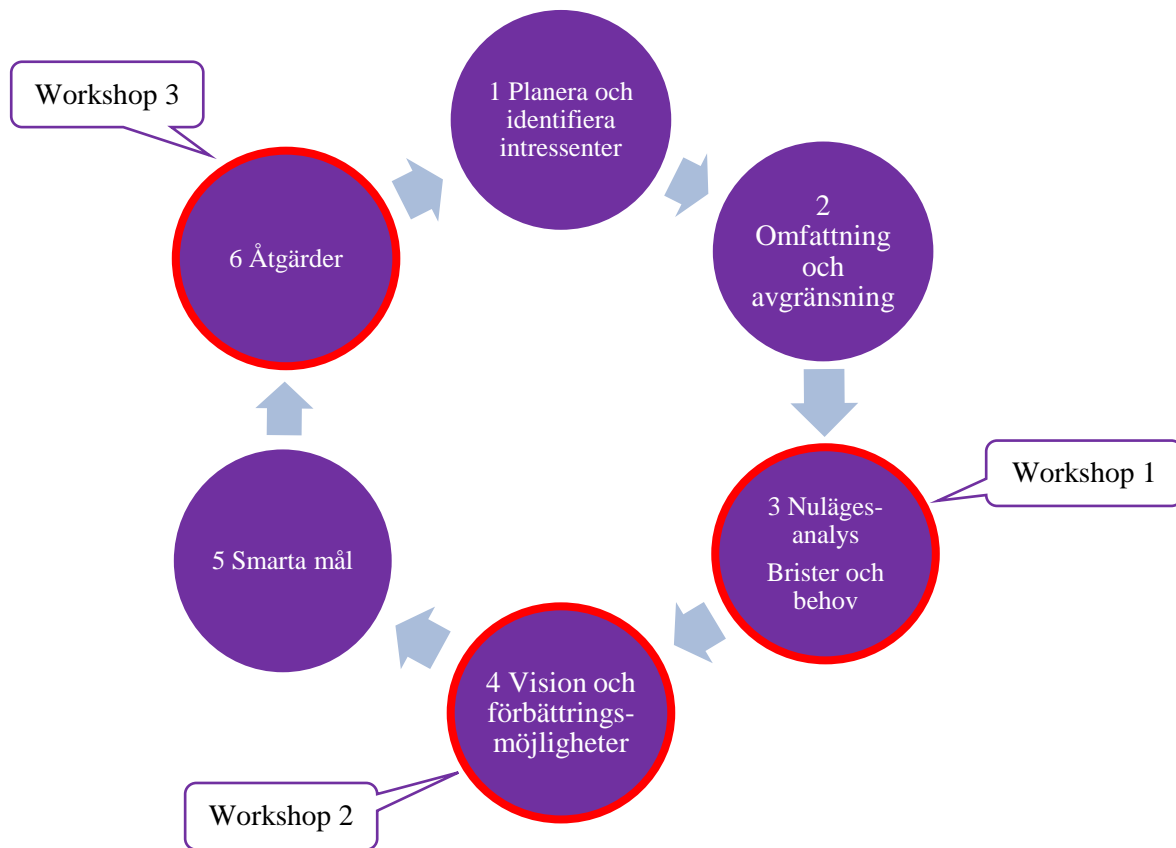 Workshop 3
1 Planera och
identifiera
intressenter
2
Omfattning
och
avgränsning
6 Åtgärder
Workshop 1
3 Nuläges-
analys
Brister och
behov
5 Smarta mål
4 Vision och
förbättrings-
möjligheter
Workshop 2